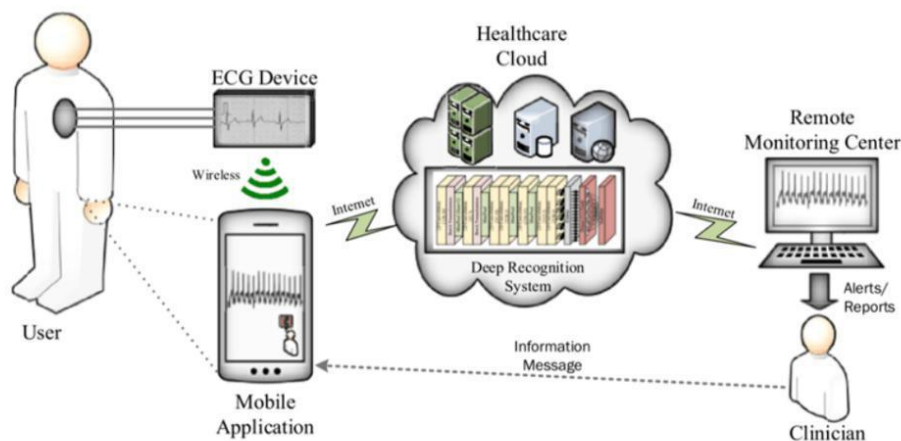 Healthcare
Cloud
ECG Device
Remote
Monitoring Center
Wireless
Internet
Internet
Deep Recognition
System
Alerts/
Reports
User
Information
Message
Mobile
Application
Clinician